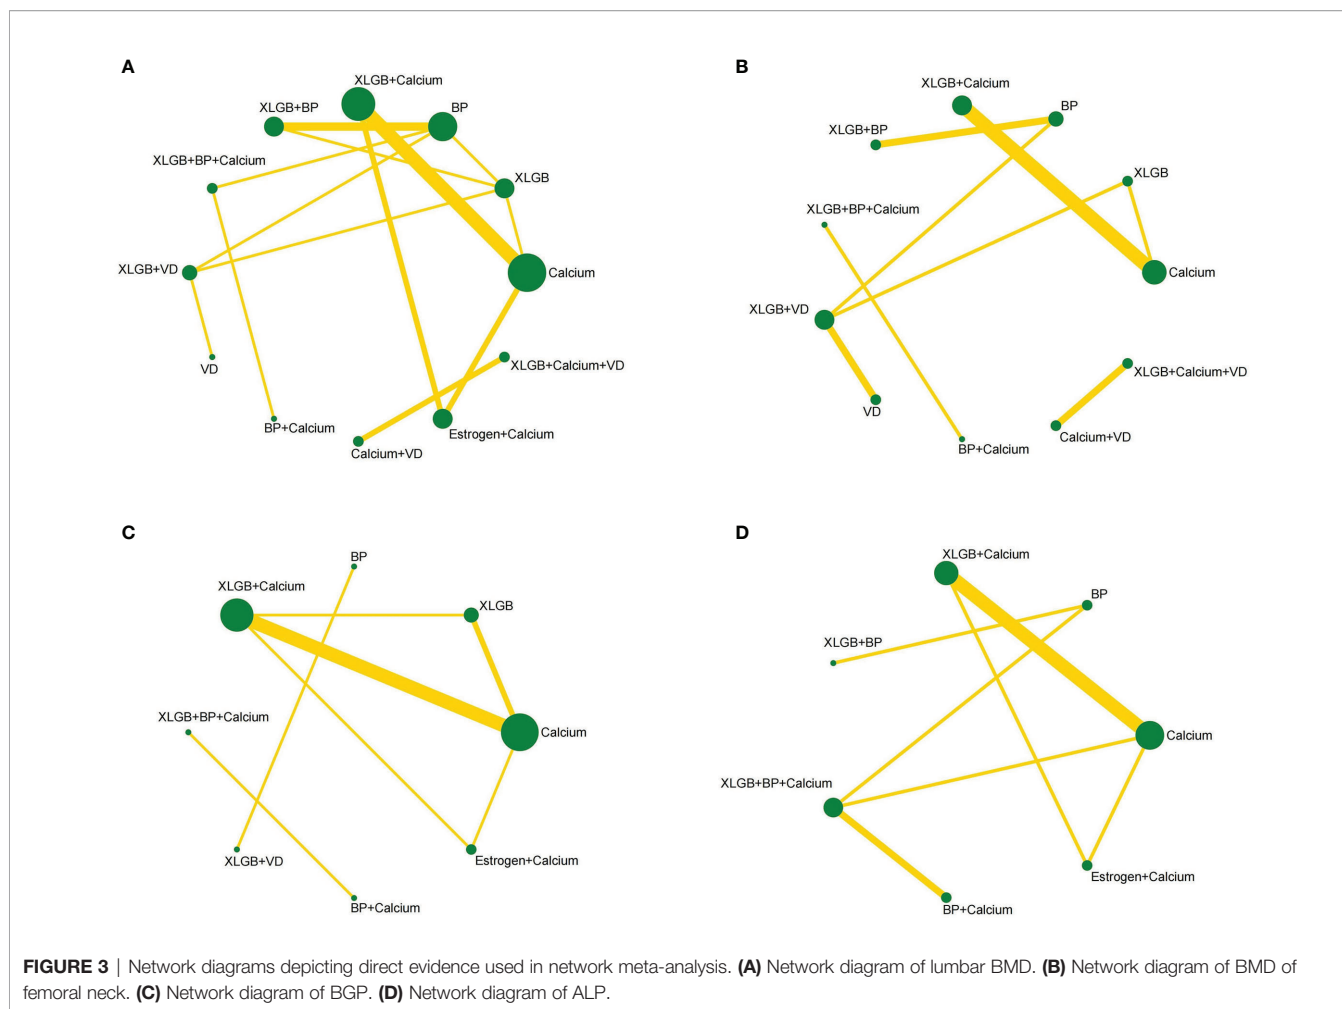 A
XLGB+Calcium
XLGB+BP
BP
XLGB+BP+Calcium
XLGB
XLGB+VD
Calcium
VD
XLGB+Calcium+VD
BP+Calcium
Estrogen+Calcium
Calcium+VD
B
XLGB+Calcium
BP
XLGB+BP
XLGB
XLGB+BP+Calcium
Calcium
XLGB+VD
XLGB+Calcium+VD
VD
Calcium+VD
BP+Calcium
C
BP
XLGB+Calcium
XLGB
XLGB+BP+Calcium
Calcium
XLGB+VD
Estrogen+Calcium
BP+Calcium
D
XLGB+Calcium
BP
XLGB+BP
Calcium
XLGB+BP+Calcium
Estrogen+Calcium
BP+Calcium
FIGURE 3 | Network diagrams depicting direct evidence used in network meta-analysis. (A) Network diagram of lumbar BMD. (B) Network diagram of BMD of
femoral neck. (C) Network diagram of BGP. (D) Network diagram of ALP.